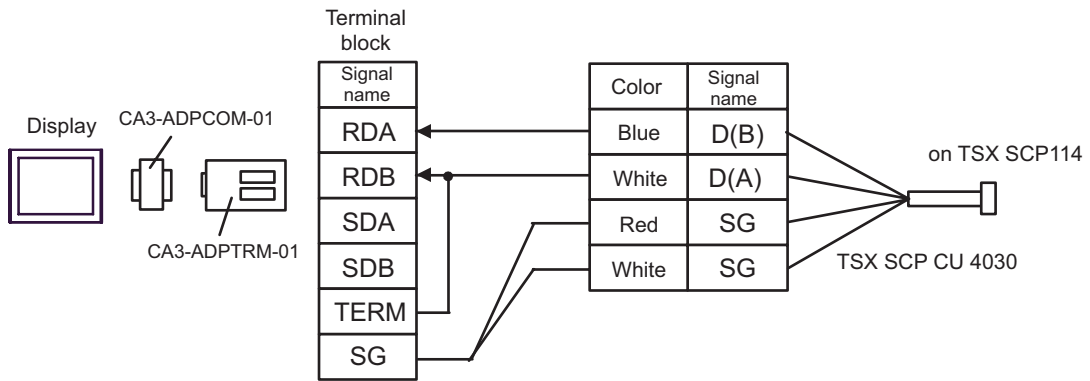 Terminal
block
Signal
name
RDA
RDB
SDA
SDB
TERM
SG
Display
CA3-ADPCOM-01
CA3-ADPTRM-01
Color
Signal
name
Blue
D(B)
White
D(A)
Red
SG
White
SG
on TSX SCP114
TSX SCP CU 4030